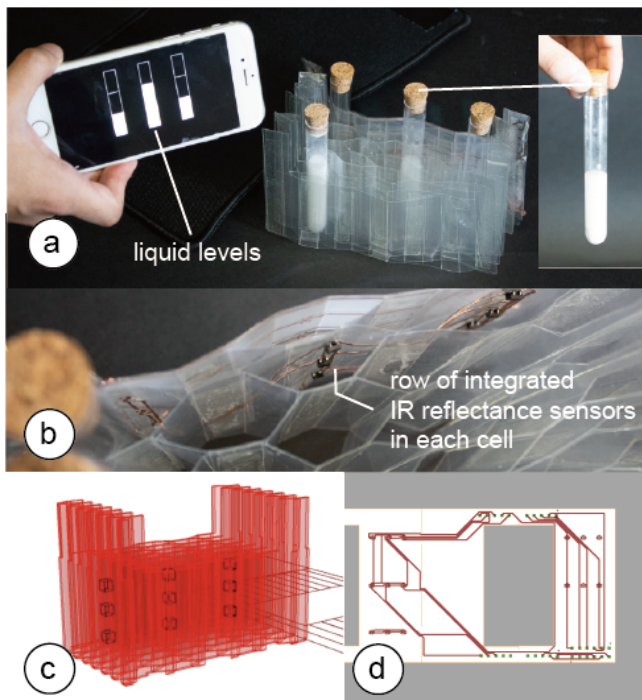 a
liquid levels
b
row of integrated
IR reflectance sensors
in each cell
c
d